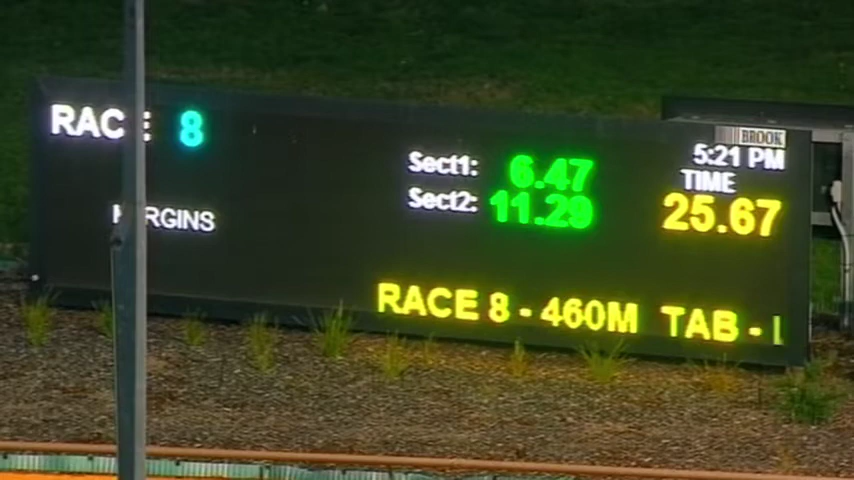 RACE 8
BROOK
5:21 PM
Sect1: 6.47
TIME
Sect2: 11.29
25.67
MARGINS
RACE 8 - 460M TAB -